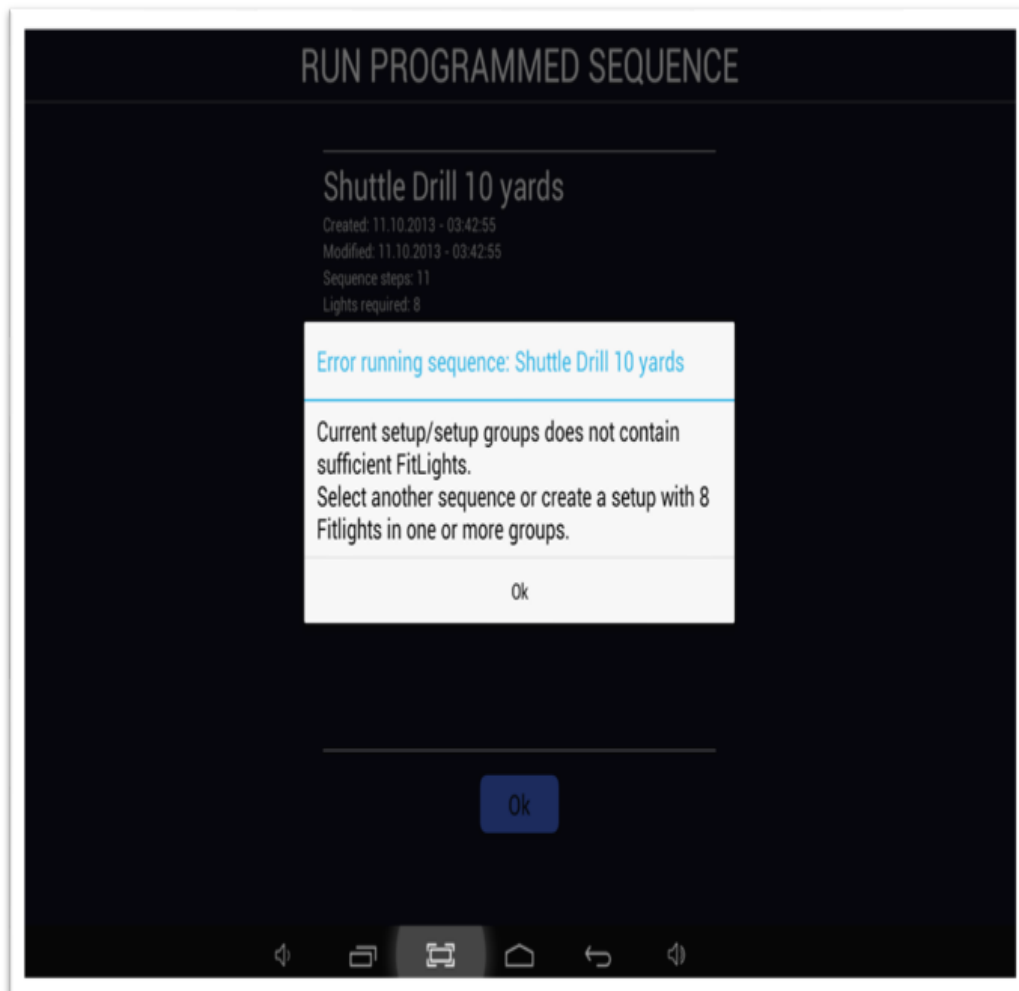 RUN PROGRAMMED SEQUENCE
Shuttle Drill 10 yards
Created: 11.10.2013 - 03:42:55
Modified: 11.10.2013 - 03:42:55
Sequence steps: 11
Lights required: 8
Error running sequence: Shuttle Drill 10 yards
Current setup/setup groups does not contain
sufficient FitLights.
Select another sequence or create a setup with 8
Fitlights in one or more groups.
Ok
Ok